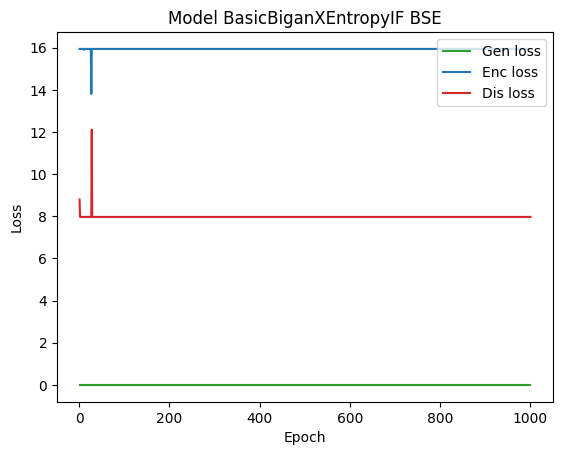 Model BasicBiganXEntropyIF BSE
Gen loss
Enc loss
Dis loss
Loss
16
14
12
10
8
6
4
2
0
0 200 400 600 800 1000
Epoch